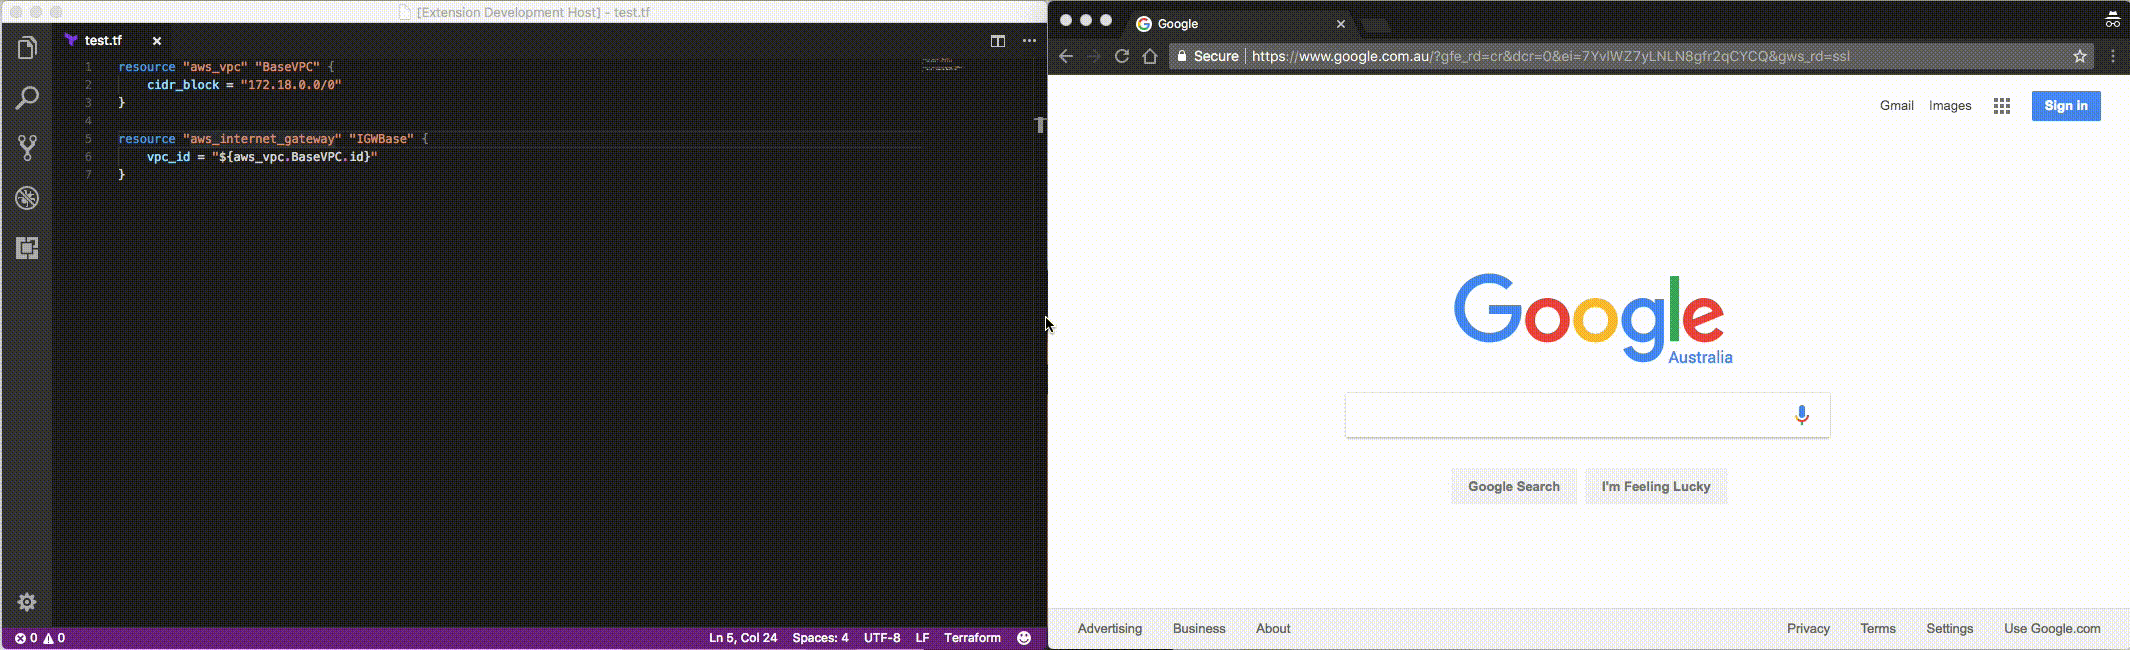 [Extension Development Host] - test.tf
test.tf
1 resource "aws_vpc" "BaseVPC" {
2 cidr_block = "172.18.0.0/0"
3 }
4
5 resource "aws_internet_gateway" "IGWBase" {
6 vpc_id = "${aws_vpc.BaseVPC.id}"
7 }
0 0 Ln 5, Col 24 Spaces: 4 UTF-8 LF Terraform
Google
Secure https://www.google.com.au/?gfe_rd=cr&dcr=0&ei=7YvIWZ7yLNLN8gfr2qCYCQ&gws_rd=ssl
Gmail Images Sign in
Google
Australia
Google Search I'm Feeling Lucky
Advertising Business About Privacy Terms Settings Use Google.com